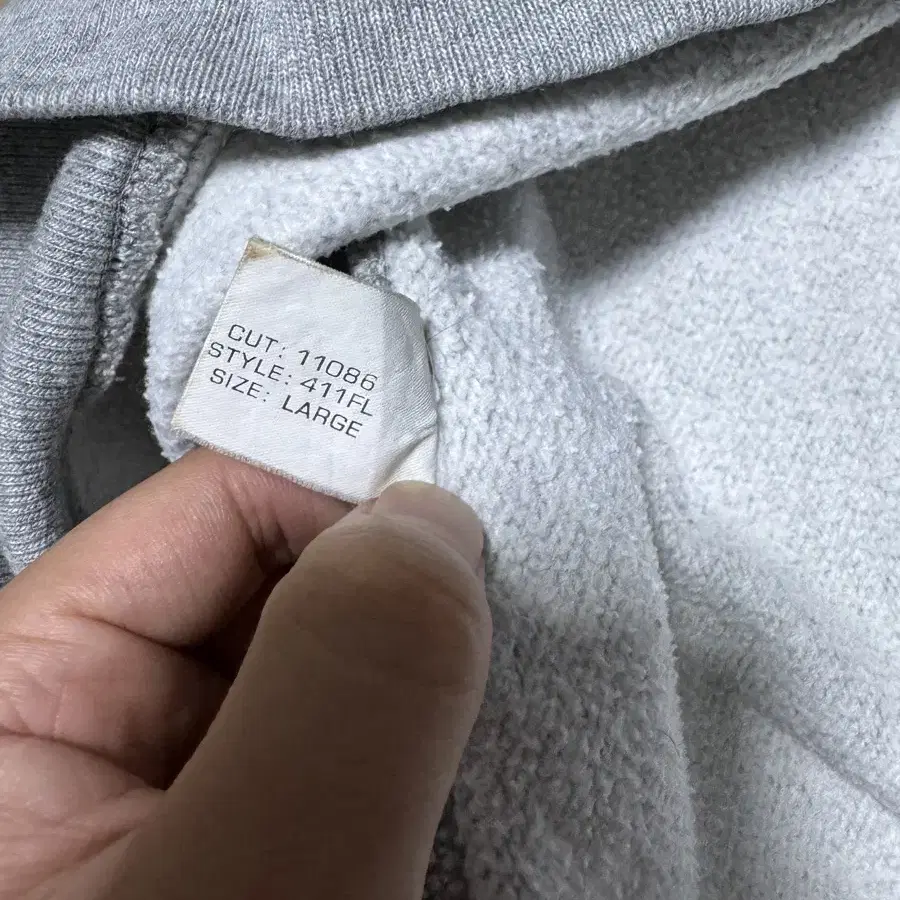 CUT: 11086
STYLE: 411FL
SIZE: LARGE